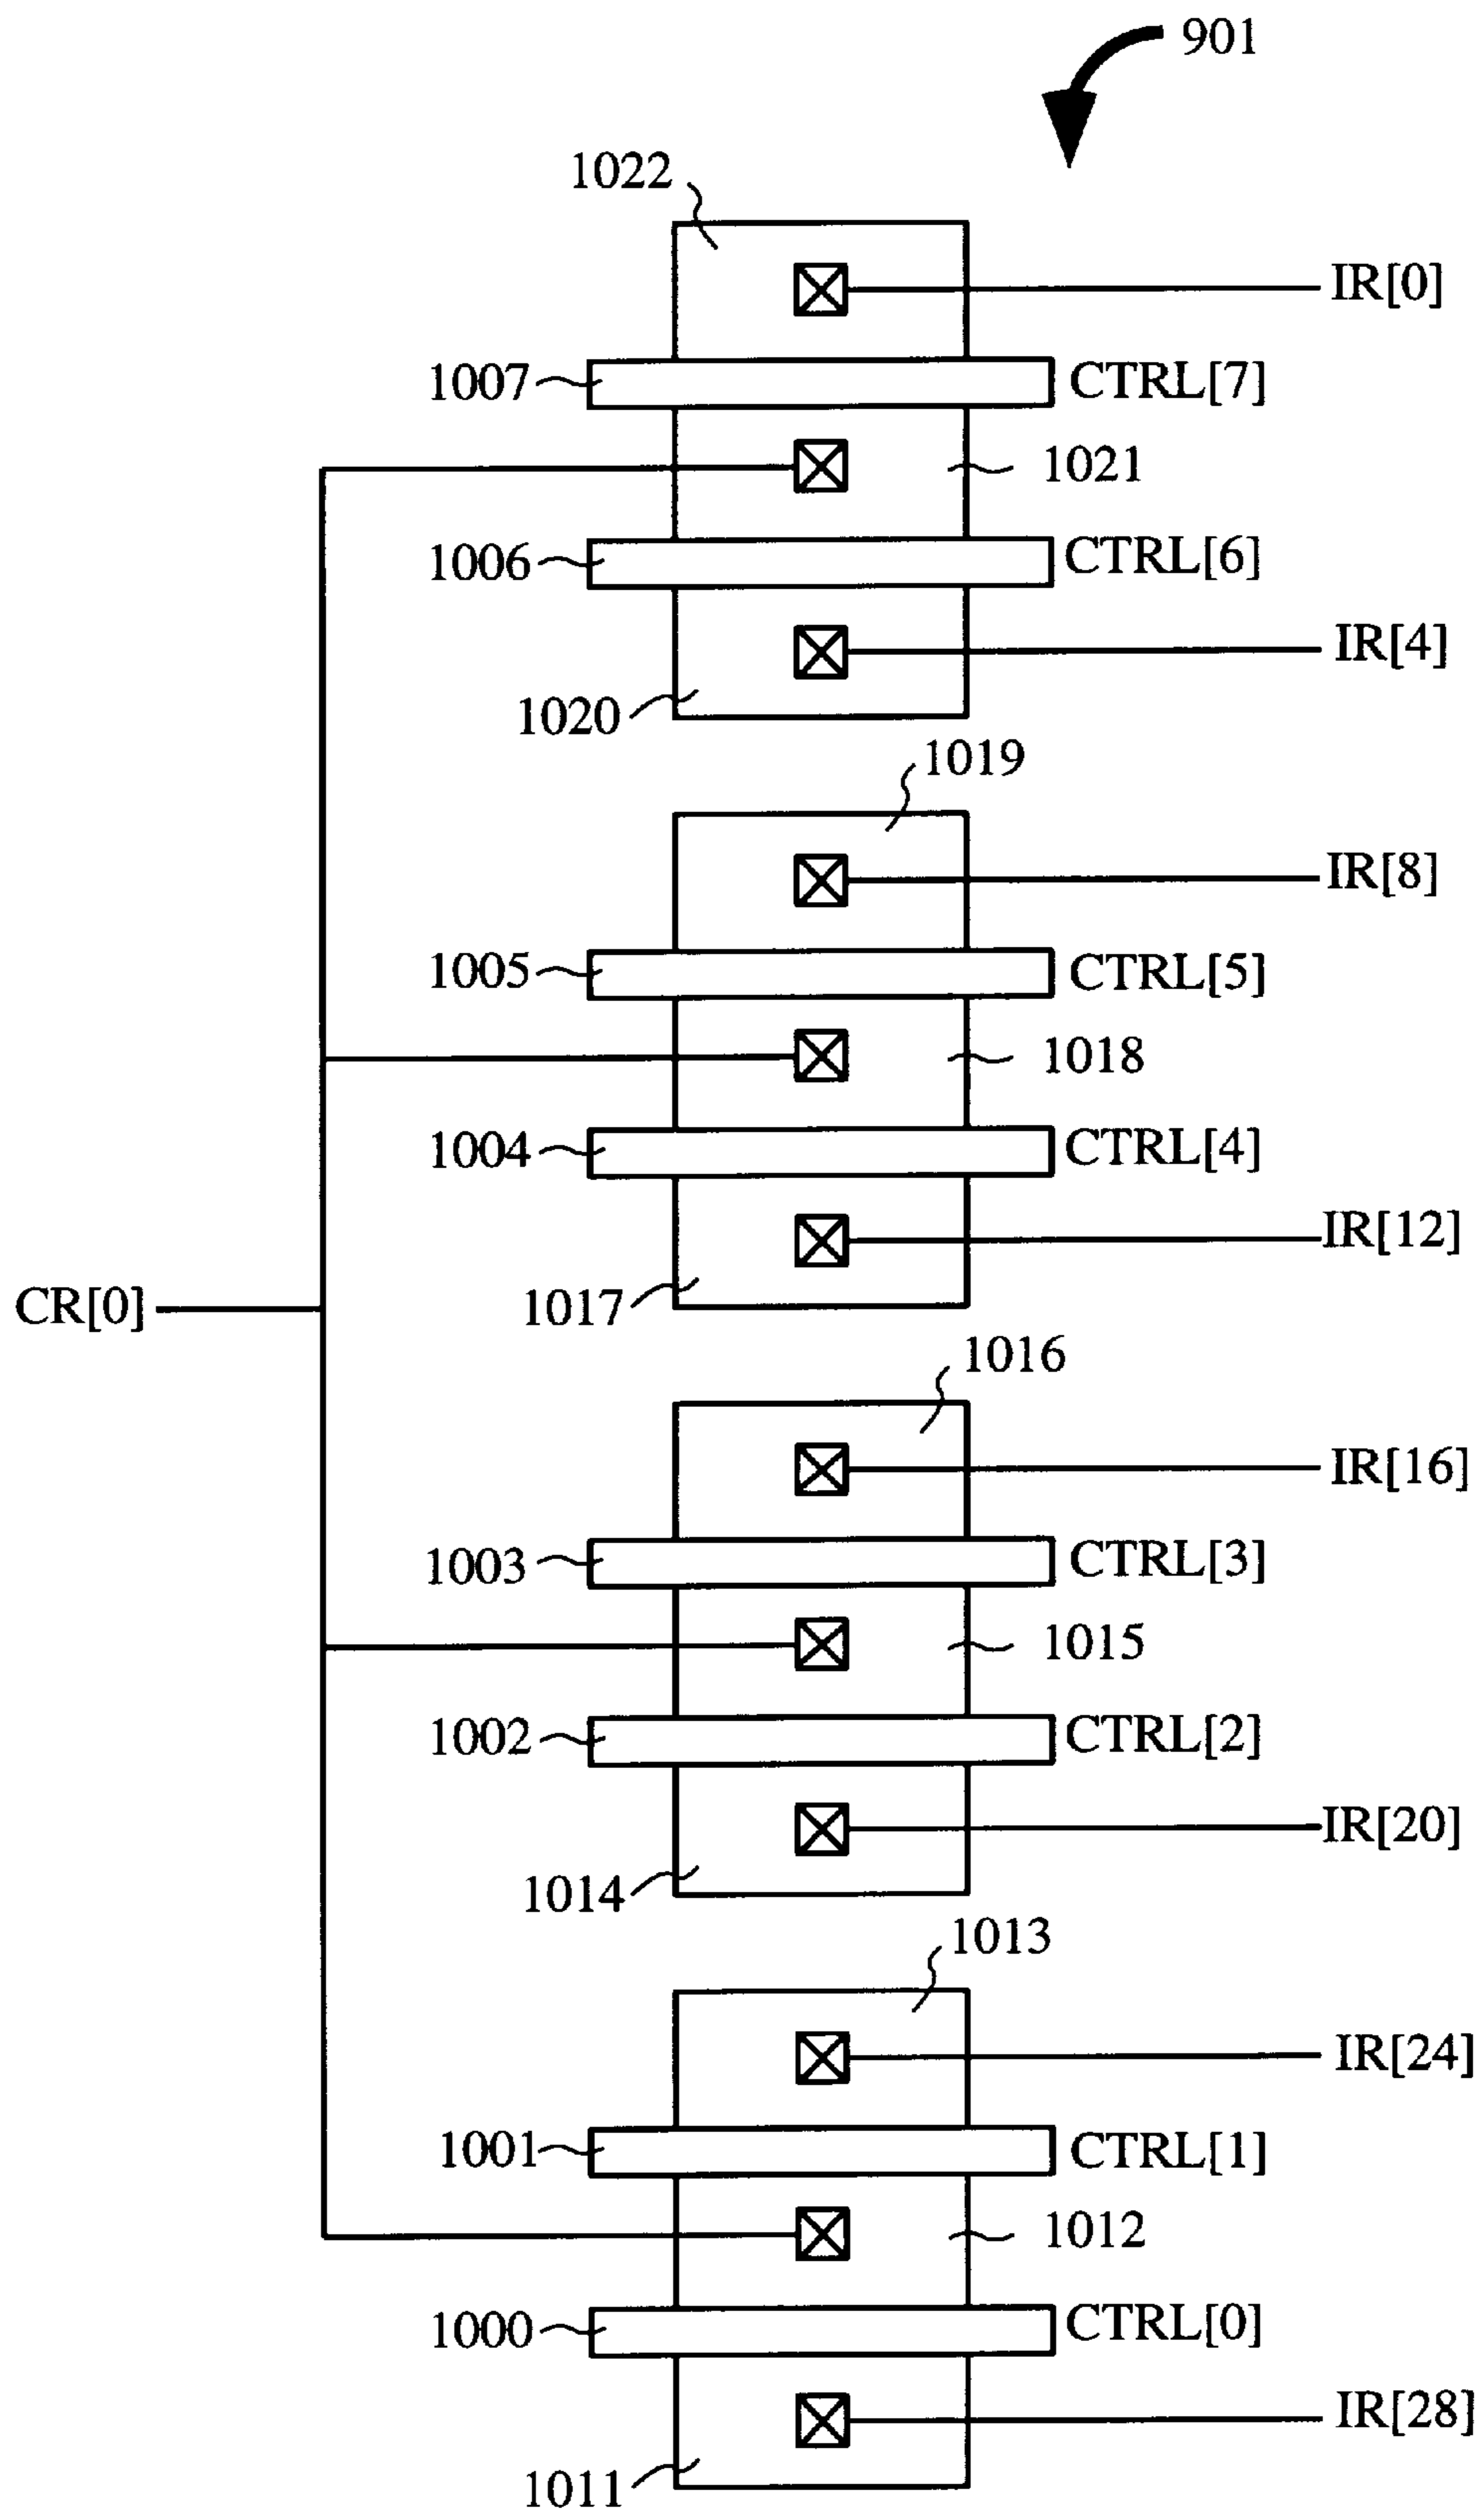 901
1022
IR[0]
1007 CTRL[7]
1021
1006 CTRL[6]
IR[4]
1020
1019
IR[8]
1005 CTRL[5]
1018
1004 CTRL[4]
IR[12]
1017
CR[0]
1016
IR[16]
1003 CTRL[3]
1015
1002 CTRL[2]
IR[20]
1014
1013
IR[24]
1001 CTRL[1]
1012
1000 CTRL[0]
IR[28]
1011